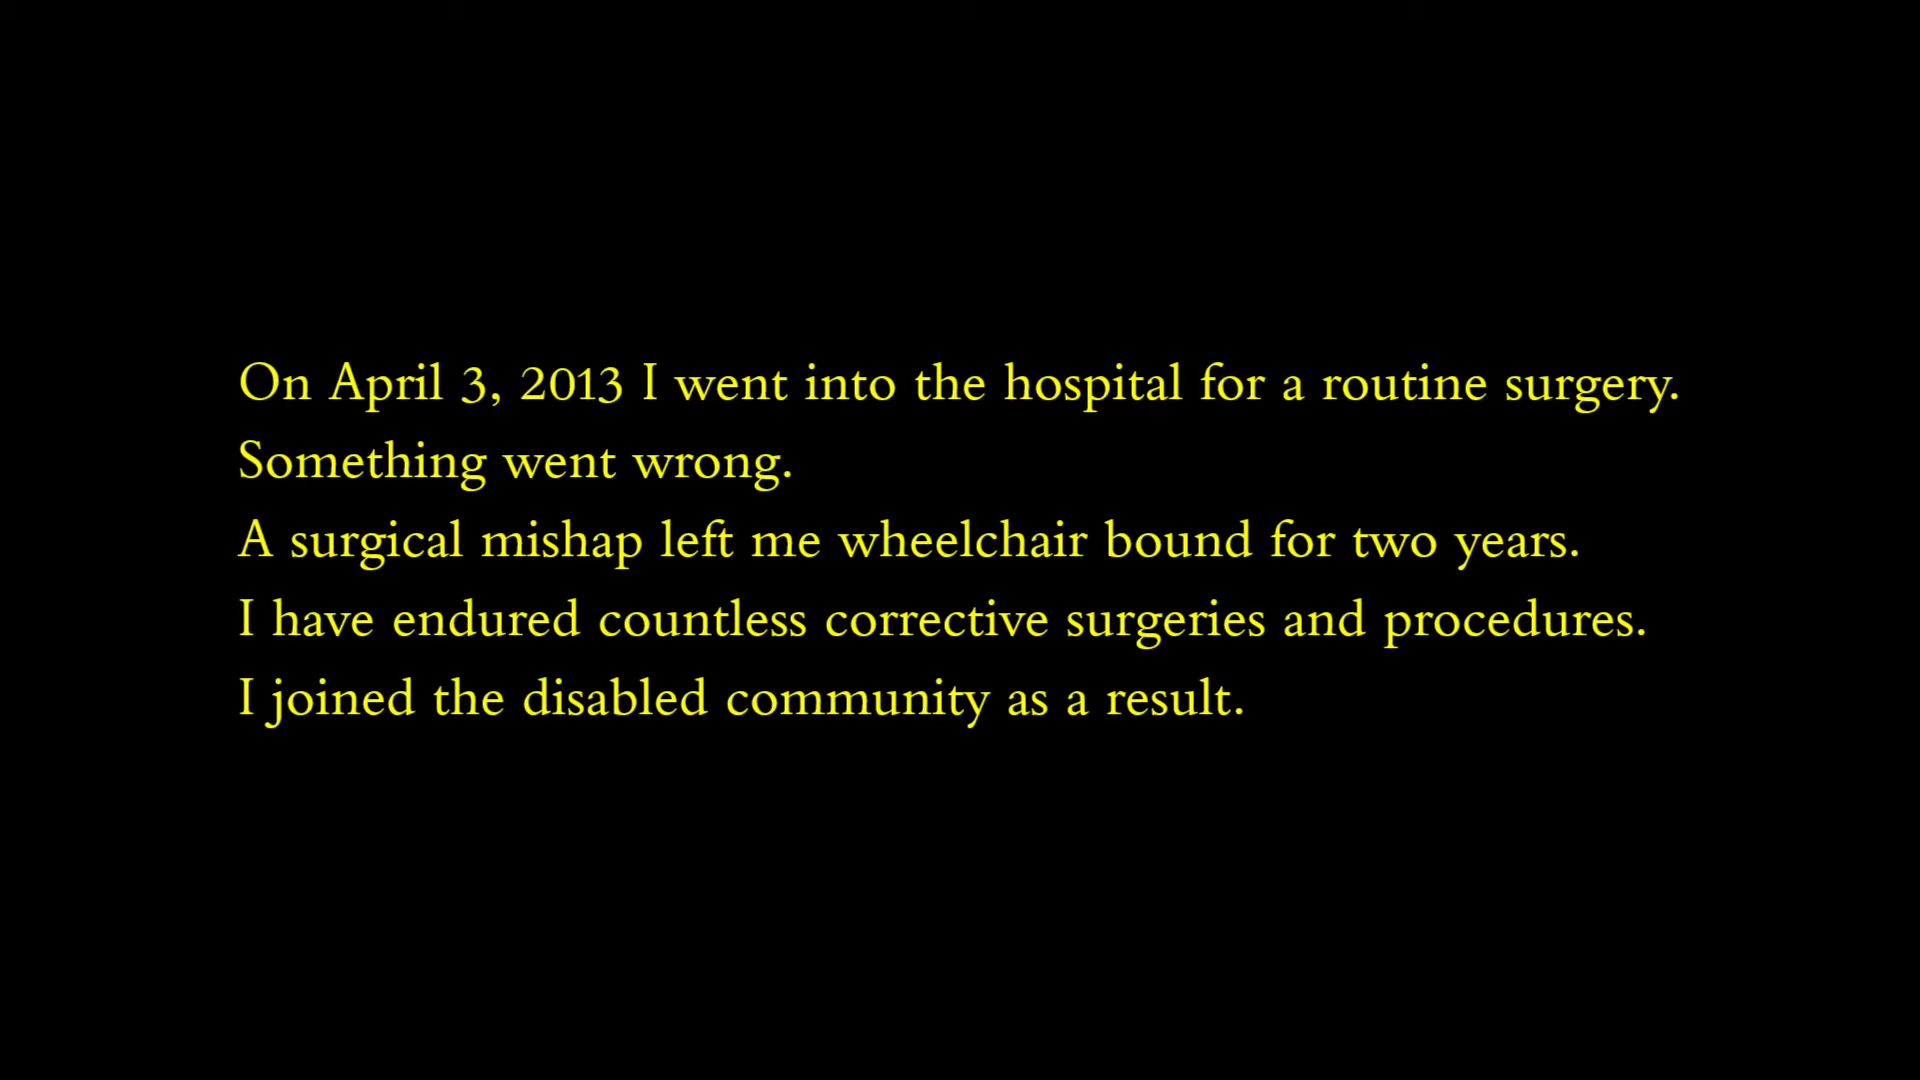 On April 3, 2013 I went into the hospital for a routine surgery.
Something went wrong.
A surgical mishap left me wheelchair bound for two years.
I have endured countless corrective surgeries and procedures.
I joined the disabled community as a result.